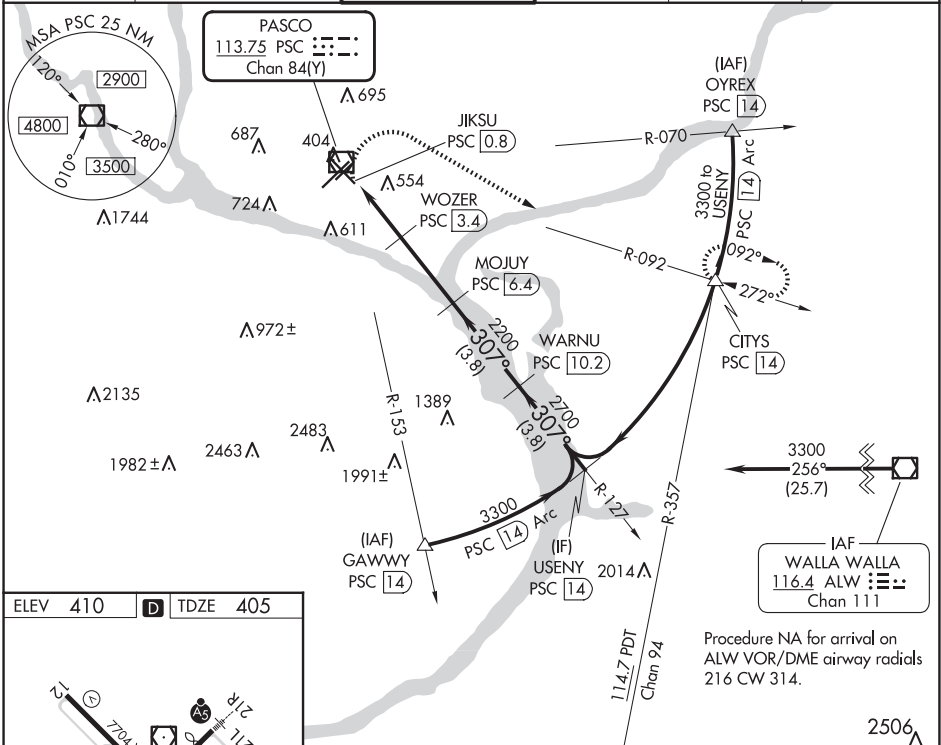 MSA PSC 25 NM
120°
2900
4800
280°
010°
3500
PASCO
113.75 PSC
Chan 84(Y)
695
687
404
JIKSU
PSC 0.8
554
724
WOZER
PSC 3.4
611
1744
(IAF)
OYREX
PSC 14
R-070
3300 to
USENY
PSC 14 Arc
R-092
092°
272°
CITYS
PSC 14
MOJUY
PSC 6.4
2200
307°
(3.8)
WARNU
PSC 10.2
2700
307°
(3.8)
972±
2135
1389
R-153
2483
2463
1982±
1991±
3300
PSC 14 Arc
(IAF)
GAWWY
PSC 14
R-127
(IF)
USENY
PSC 14
2014
R-357
114.7 PDT
Chan 94
3300
256°
(25.7)
IAF
WALLA WALLA
116.4 ALW
Chan 111
Procedure NA for arrival on
ALW VOR/DME airway radials
216 CW 314.
2506
ELEV 410 D TDZE 405
12
V
7704
A5
21R
21L